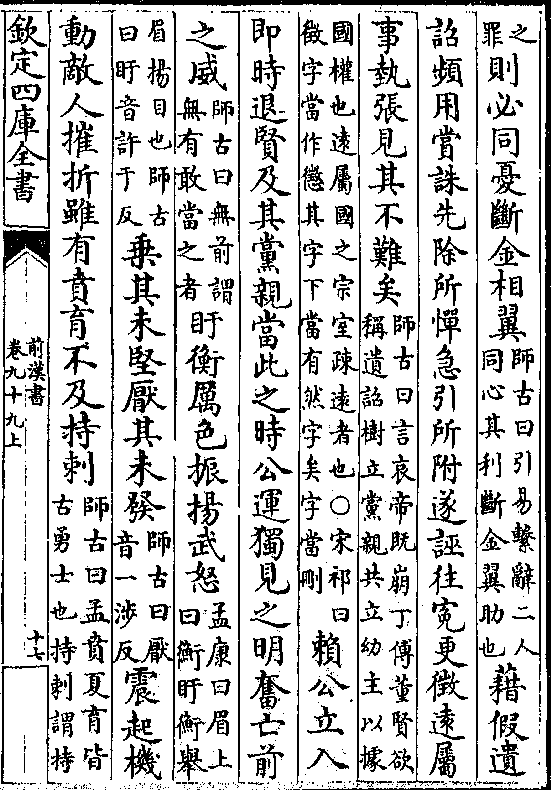 之罪則必同憂斷金相翼師古曰引易繫辭二人同心其利斷金翼助也藉假遺
詔頻用賞誅先除所憚急引所附遂誣往寃更徴遠屬
事執張見其不難矣師古曰言哀帝既崩丁傅董賢欲稱遺詔樹立黨親共立幼主以據
國權也遠屬國之宗室疎遠者也○宋祁曰徴字當作懲其字下當有然字矣字當刪賴公立入
即時退賢及其黨親當此之時公運獨見之明奮亡前
之威師古曰無前謂無有敢當之者盱衡厲色振揚武怒孟康曰眉上曰衡盱衡舉
眉揚目也師古曰盱音許于反乗其未堅厭其未發師古曰厭音一涉反震起機
動敵人摧折雖有賁育不及持刺師古曰孟賁夏育皆古勇士也持刺謂持
欽定四庫全書
前漢書
卷九十九上
十七